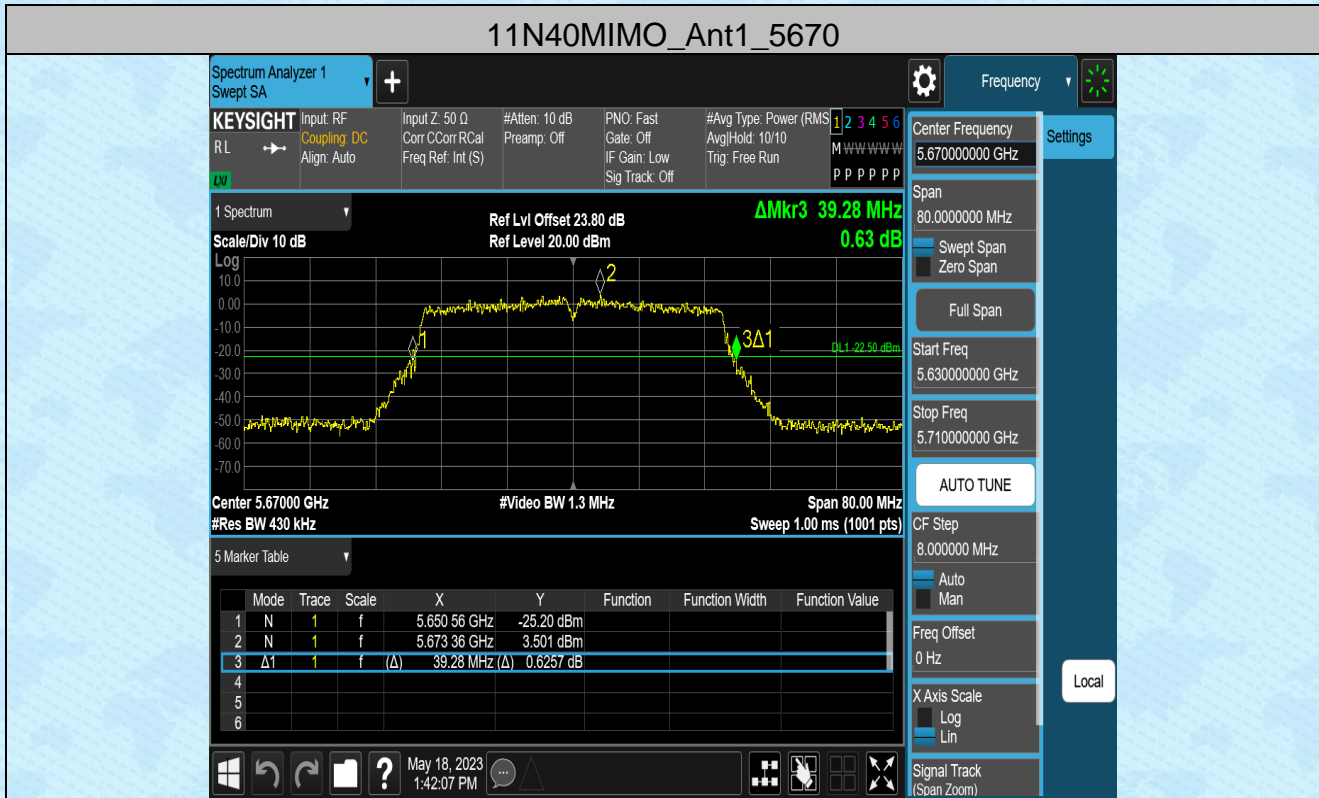 11N40MIMO_Ant1_5670
Spectrum Analyzer 1
Swept SA
+
Frequency
KEYSIGHT
RL
LXI
Input: RF
Coupling: DC
Align: Auto
Input Z: 50 Ω
Corr CCorr RCal
Freq Ref: Int (S)
#Atten: 10 dB
Preamp: Off
PNO: Fast
Gate: Off
IF Gain: Low
Sig Track: Off
#Avg Type: Power (RMS
Avg|Hold: 10/10
Trig: Free Run
1 2 3 4 5 6
M W W W W W
P P P P P P
1 Spectrum
Scale/Div 10 dB
Ref Lvl Offset 23.80 dB
Ref Level 20.00 dBm
ΔMkr3 39.28 MHz
0.63 dB
Log
10.0
0.00
-10.0
-20.0
-30.0
-40.0
-50.0
-60.0
-70.0
1
2
3Δ1
DL1 -22.50 dBm
Center 5.67000 GHz
#Video BW 1.3 MHz
Span 80.00 MHz
#Res BW 430 kHz
Sweep 1.00 ms (1001 pts)
5 Marker Table
Mode Trace Scale X Y Function Function Width Function Value
1 N 1 f 5.650 56 GHz -25.20 dBm
2 N 1 f 5.673 36 GHz 3.501 dBm
3 Δ1 1 f (Δ) 39.28 MHz (Δ) 0.6257 dB
4
5
6
?
May 18, 2023
1:42:07 PM
Center Frequency
5.670000000 GHz
Settings
Span
80.0000000 MHz
Swept Span
Zero Span
Full Span
Start Freq
5.630000000 GHz
Stop Freq
5.710000000 GHz
AUTO TUNE
CF Step
8.000000 MHz
Auto
Man
Freq Offset
0 Hz
Local
X Axis Scale
Log
Lin
Signal Track
(Span Zoom)